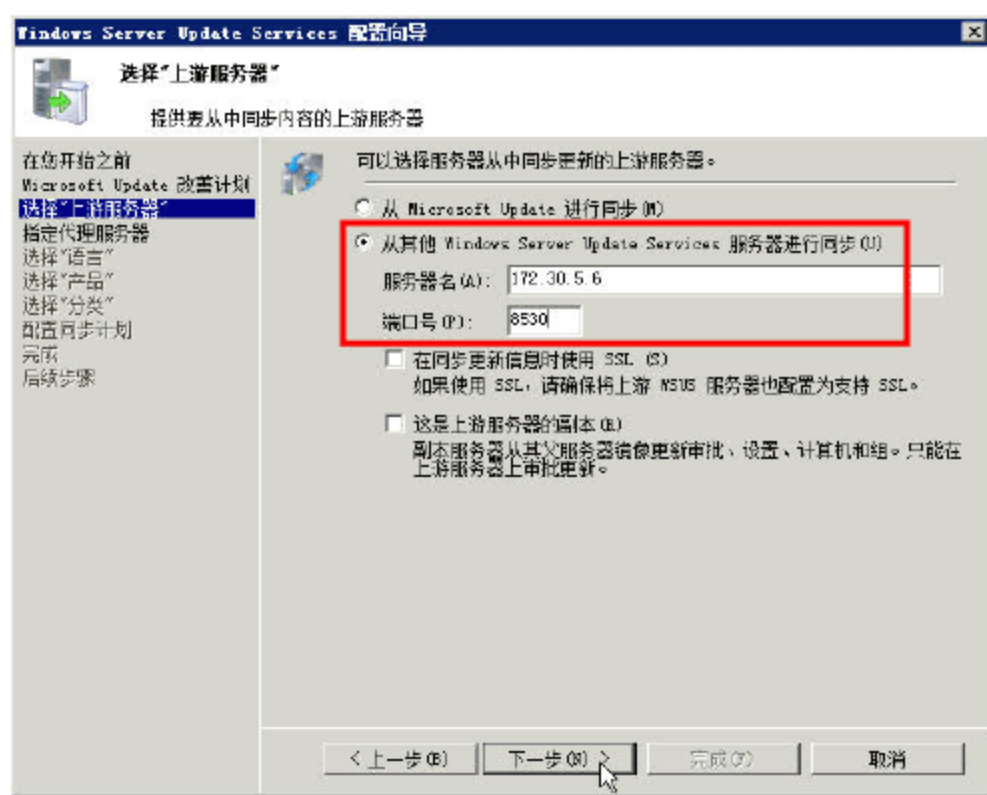 Windows Server Update Services 配置向导
选择“上游服务器”
提供要从中同步内容的上游服务器
在您开始之前
Microsoft Update 改善计划
选择“上游服务器”
指定代理服务器
选择“语言”
选择“产品”
选择“分类”
配置同步计划
完成
后续步骤
可以选择服务器从中同步更新的上游服务器。
从 Microsoft Update 进行同步(M)
从其他 Windows Server Update Services 服务器进行同步(U)
服务器名(A): 172.30.5.6
端口号(P): 8530
在同步更新信息时使用 SSL (S)
如果使用 SSL，请确保将上游 WSUS 服务器也配置为支持 SSL。
这是上游服务器的副本(R)
副本服务器从其父服务器镜像更新审批、设置、计算机和组。只能在
上游服务器上审批更新。
<上一步(B) 下一步(N)> 完成(F) 取消